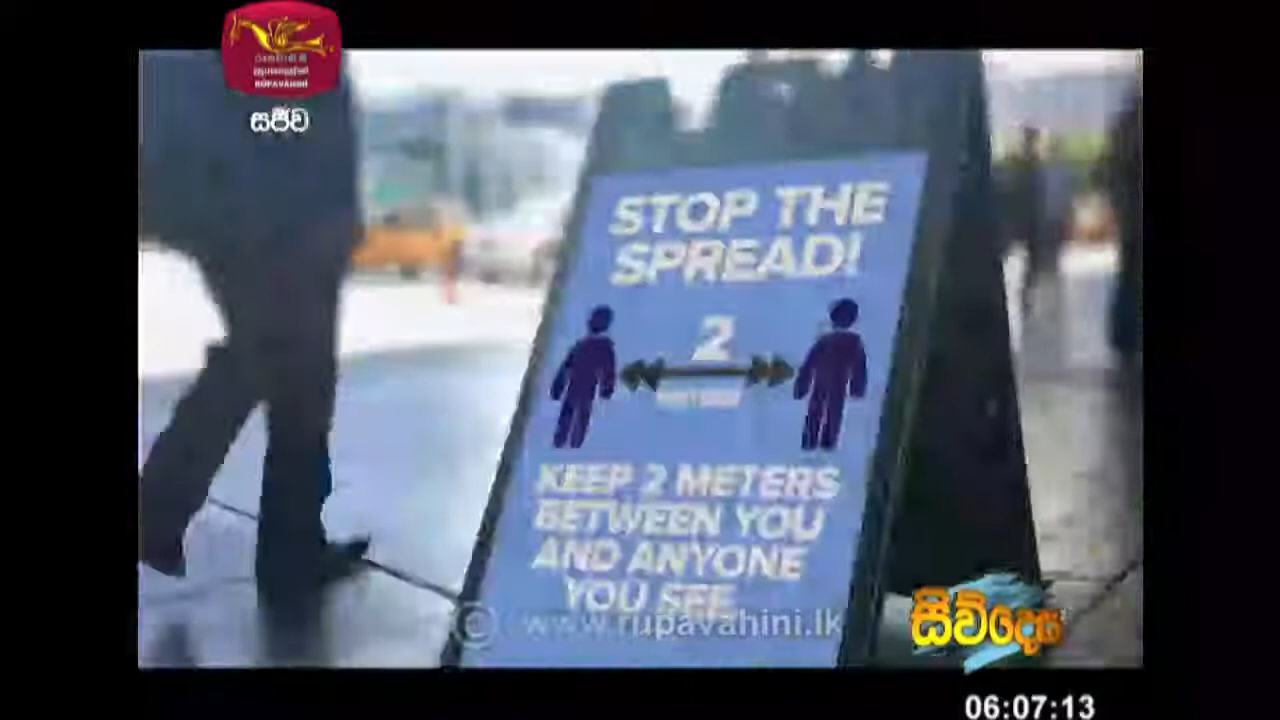 RUPAVAHINI
සජීව
STOP THE
SPREAD!
2
KEEP 2 METERS
BETWEEN YOU
AND ANYONE
YOU SEE
© www.rupavahini.lk
සිව්දෙස
06:07:13